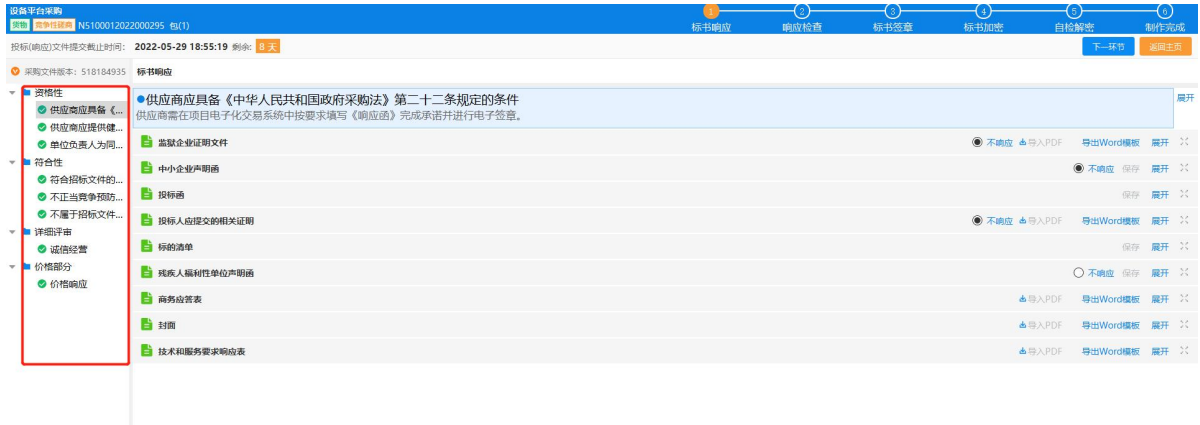 设备平台采购
货物 竞争性磋商 N5100012022000295 包(1)
1 2 3 4 5 6
标书响应 响应检查 标书签章 标书加密 自检解密 制作完成
投标(响应)文件提交截止时间: 2022-05-29 18:55:19 剩余: 8 天 下一环节 返回主页
采购文件版本: 518184935 标书响应
资格性
供应商应具备《...
供应商应提供健...
单位负责人为同...
符合性
符合招标文件的...
不正当竞争预防...
不属于招标文件...
详细评审
诚信经营
价格部分
价格响应
供应商应具备《中华人民共和国政府采购法》第二十二条规定的条件 展开
供应商需在项目电子化交易系统中按要求填写《响应函》完成承诺并进行电子签章。
监狱企业证明文件 不响应 导入PDF 导出Word模板 展开
中小企业声明函 不响应 保存 展开
投标函 保存 展开
投标人应提交的相关证明 不响应 导入PDF 导出Word模板 展开
标的清单 保存 展开
残疾人福利性单位声明函 不响应 保存 展开
商务应答表 导入PDF 导出Word模板 展开
封面 导入PDF 导出Word模板 展开
技术和服务要求响应表 导入PDF 导出Word模板 展开